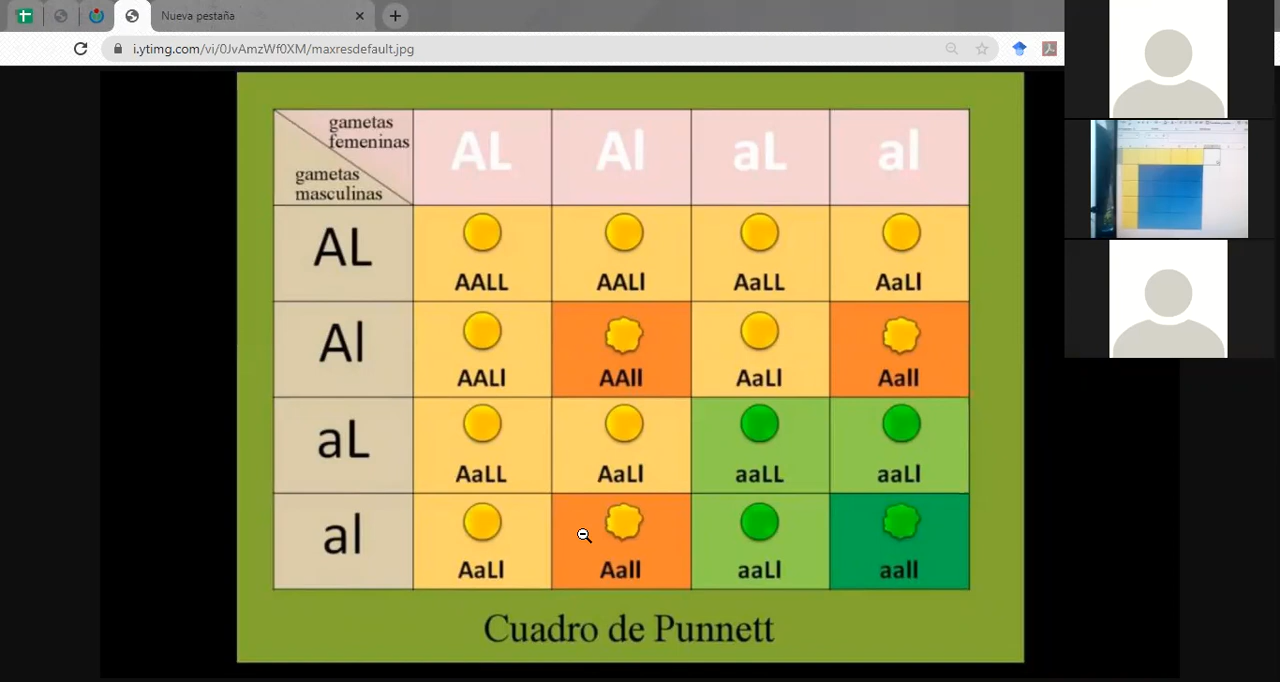 Nueva pestaña
i.ytimg.com/vi/0JvAmzWf0XM/maxresdefault.jpg
gametas
femeninas
gametas
masculinas
AL Al aL al
AL
AALL AALl AaLL AaLl
Al
AALl AAll AaLl Aall
aL
AaLL AaLl aaLL aaLl
al
AaLl Aall aaLl aall
Cuadro de Punnett